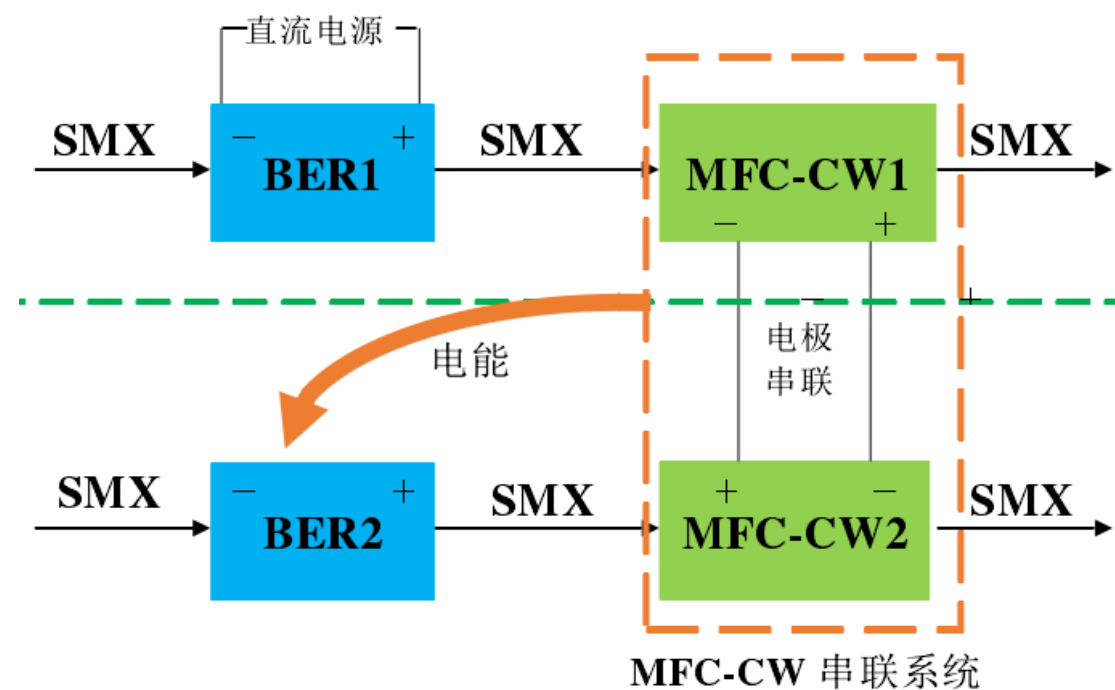 直流电源
SMX
− +
BER1
SMX
MFC-CW1
− +
SMX
− +
电能
电极
串联
SMX
− +
BER2
SMX
+ −
MFC-CW2
SMX
MFC-CW 串联系统